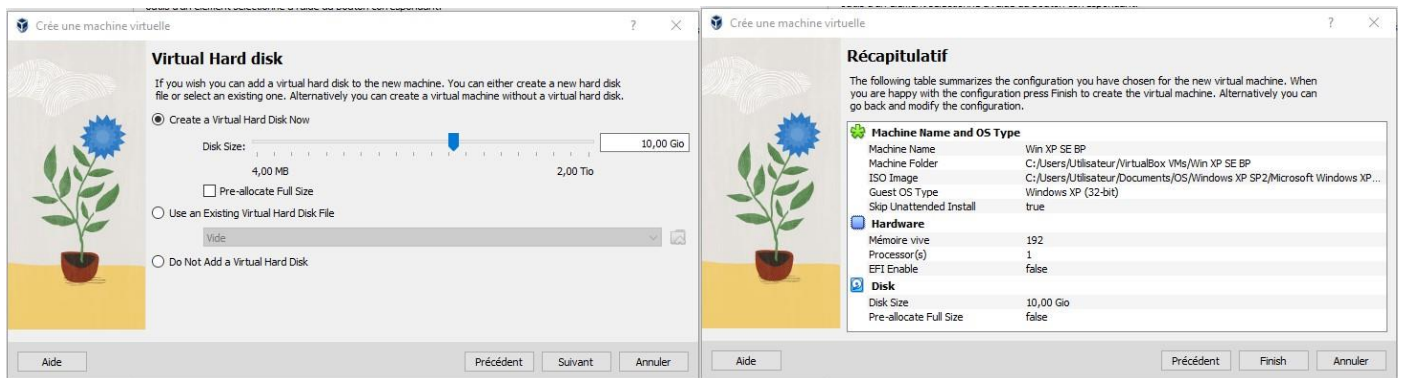 Crée une machine virtuelle
Virtual Hard disk
If you wish you can add a virtual hard disk to the new machine. You can either create a new hard disk
file or select an existing one. Alternatively you can create a virtual machine without a virtual hard disk.
Create a Virtual Hard Disk Now
Disk Size:
10,00 Gio
4,00 MB
2,00 Tio
Pre-allocate Full Size
Use an Existing Virtual Hard Disk File
Vide
Do Not Add a Virtual Hard Disk
Aide
Précédent
Suivant
Annuler
Crée une machine virtuelle
Récapitulatif
The following table summarizes the configuration you have chosen for the new virtual machine. When
you are happy with the configuration press Finish to create the virtual machine. Alternatively you can
go back and modify the configuration.
Machine Name and OS Type
Machine Name Win XP SE BP
Machine Folder C:/Users/Utilisateur/VirtualBox VMs/Win XP SE BP
ISO Image C:/Users/Utilisateur/Documents/OS/Windows XP SP2/Microsoft Windows XP...
Guest OS Type Windows XP (32-bit)
Skip Unattended Install true
Hardware
Mémoire vive 192
Processor(s) 1
EFI Enable false
Disk
Disk Size 10,00 Gio
Pre-allocate Full Size false
Aide
Précédent
Finish
Annuler